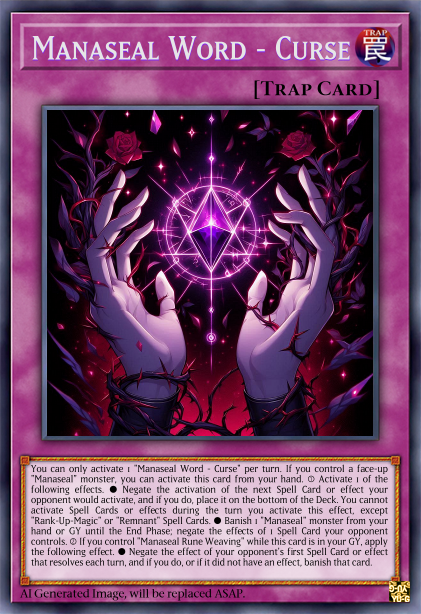 Manaseal Word - Curse
TRAP
罠
[Trap Card]
You can only activate 1 "Manaseal Word - Curse" per turn. If you control a face-up
"Manaseal" monster, you can activate this card from your hand. ① Activate 1 of the
following effects. ● Negate the activation of the next Spell Card or effect your
opponent would activate, and if you do, place it on the bottom of the Deck. You cannot
activate Spell Cards or effects during the turn you activate this effect, except
"Rank-Up-Magic" or "Remnant" Spell Cards. ● Banish 1 "Manaseal" monster from your
hand or GY until the End Phase; negate the effects of 1 Spell Card your opponent
controls. ② If you control "Manaseal Rune Weaving" while this card is in your GY, apply
the following effect. ● Negate the effect of your opponent's first Spell Card or effect
that resolves each turn, and if you do, or if it did not have an effect, banish that card.
AI Generated Image, will be replaced ASAP.